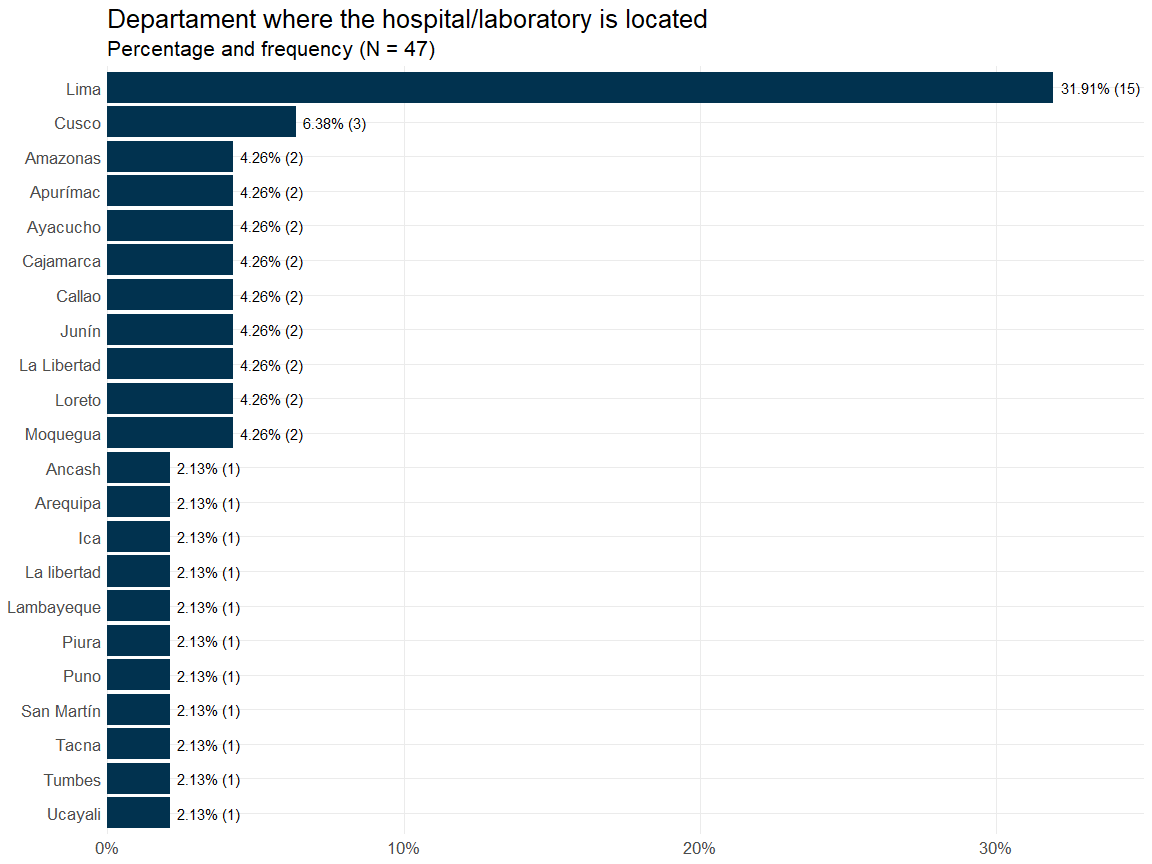 Departament where the hospital/laboratory is located
Percentage and frequency (N = 47)
Lima 31.91% (15)
Cusco 6.38% (3)
Amazonas 4.26% (2)
Apurímac 4.26% (2)
Ayacucho 4.26% (2)
Cajamarca 4.26% (2)
Callao 4.26% (2)
Junín 4.26% (2)
La Libertad 4.26% (2)
Loreto 4.26% (2)
Moquegua 4.26% (2)
Ancash 2.13% (1)
Arequipa 2.13% (1)
Ica 2.13% (1)
La libertad 2.13% (1)
Lambayeque 2.13% (1)
Piura 2.13% (1)
Puno 2.13% (1)
San Martín 2.13% (1)
Tacna 2.13% (1)
Tumbes 2.13% (1)
Ucayali 2.13% (1)
0% 10% 20% 30%